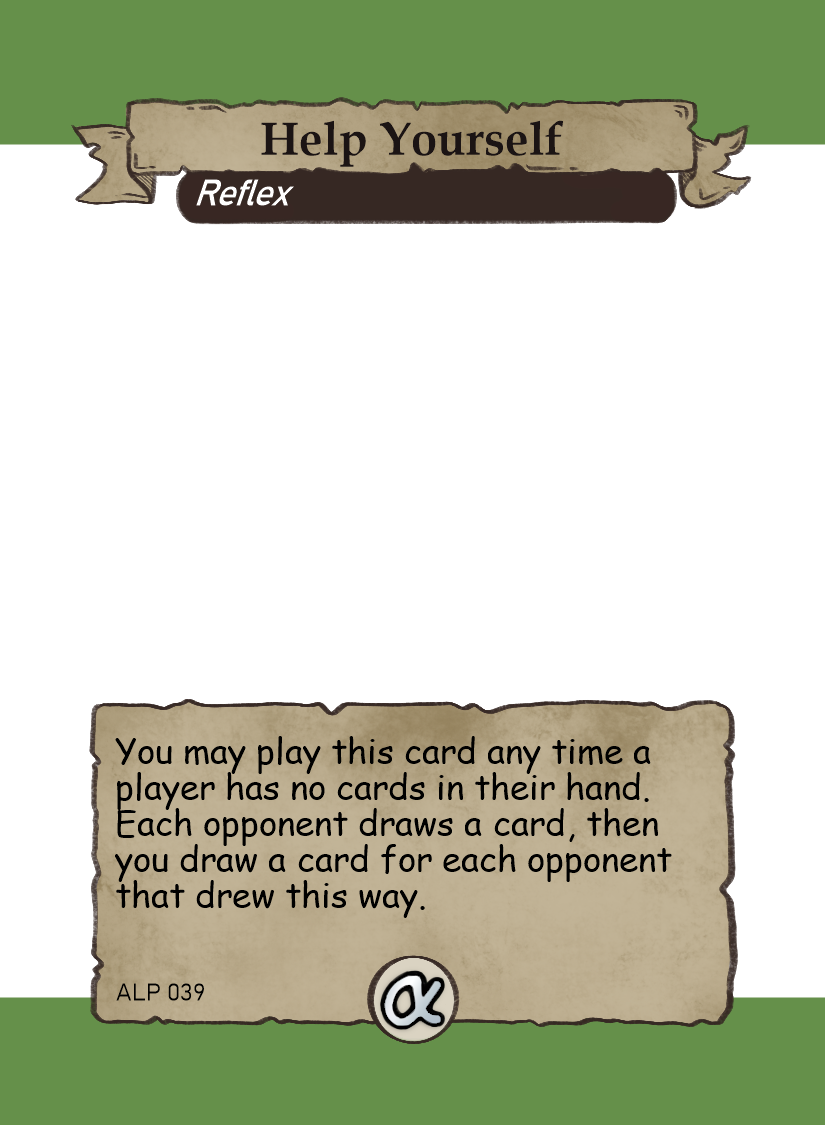 Help Yourself
Reflex
You may play this card any time a
player has no cards in their hand.
Each opponent draws a card, then
you draw a card for each opponent
that drew this way.
ALP 039
α